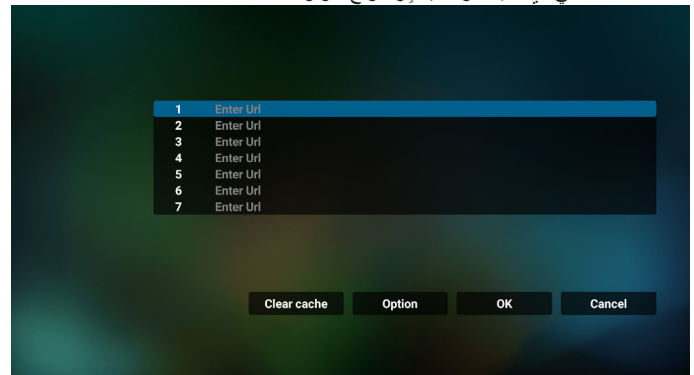 1 Enter Url
2 Enter Url
3 Enter Url
4 Enter Url
5 Enter Url
6 Enter Url
7 Enter Url
Clear cache Option OK Cancel